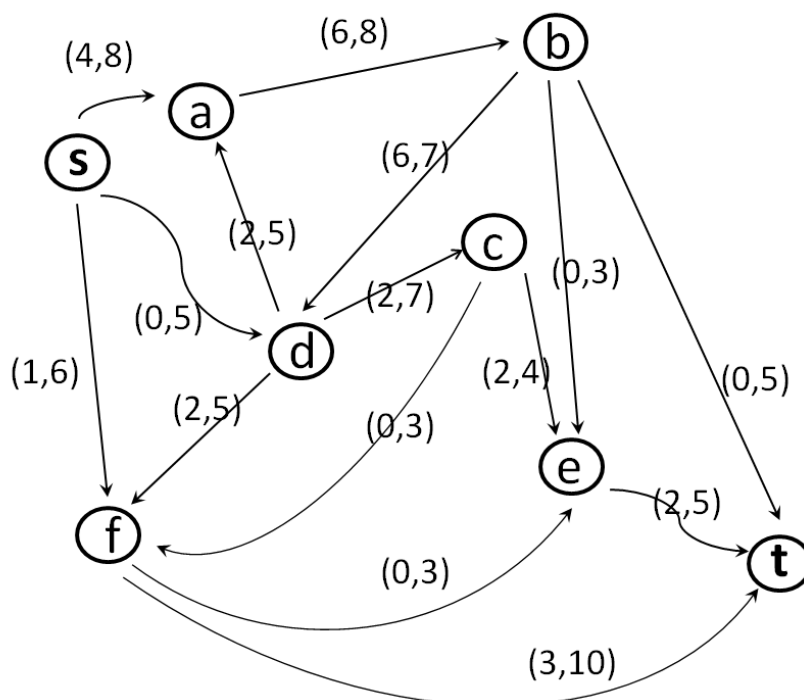 (6,8)
b
(4,8)
a
s
(6,7)
(2,5)
c
(0,3)
(2,7)
(0,5)
d
(1,6)
(2,5)
(0,3)
(2,4)
(0,5)
e
(2,5)
f
t
(0,3)
(3,10)